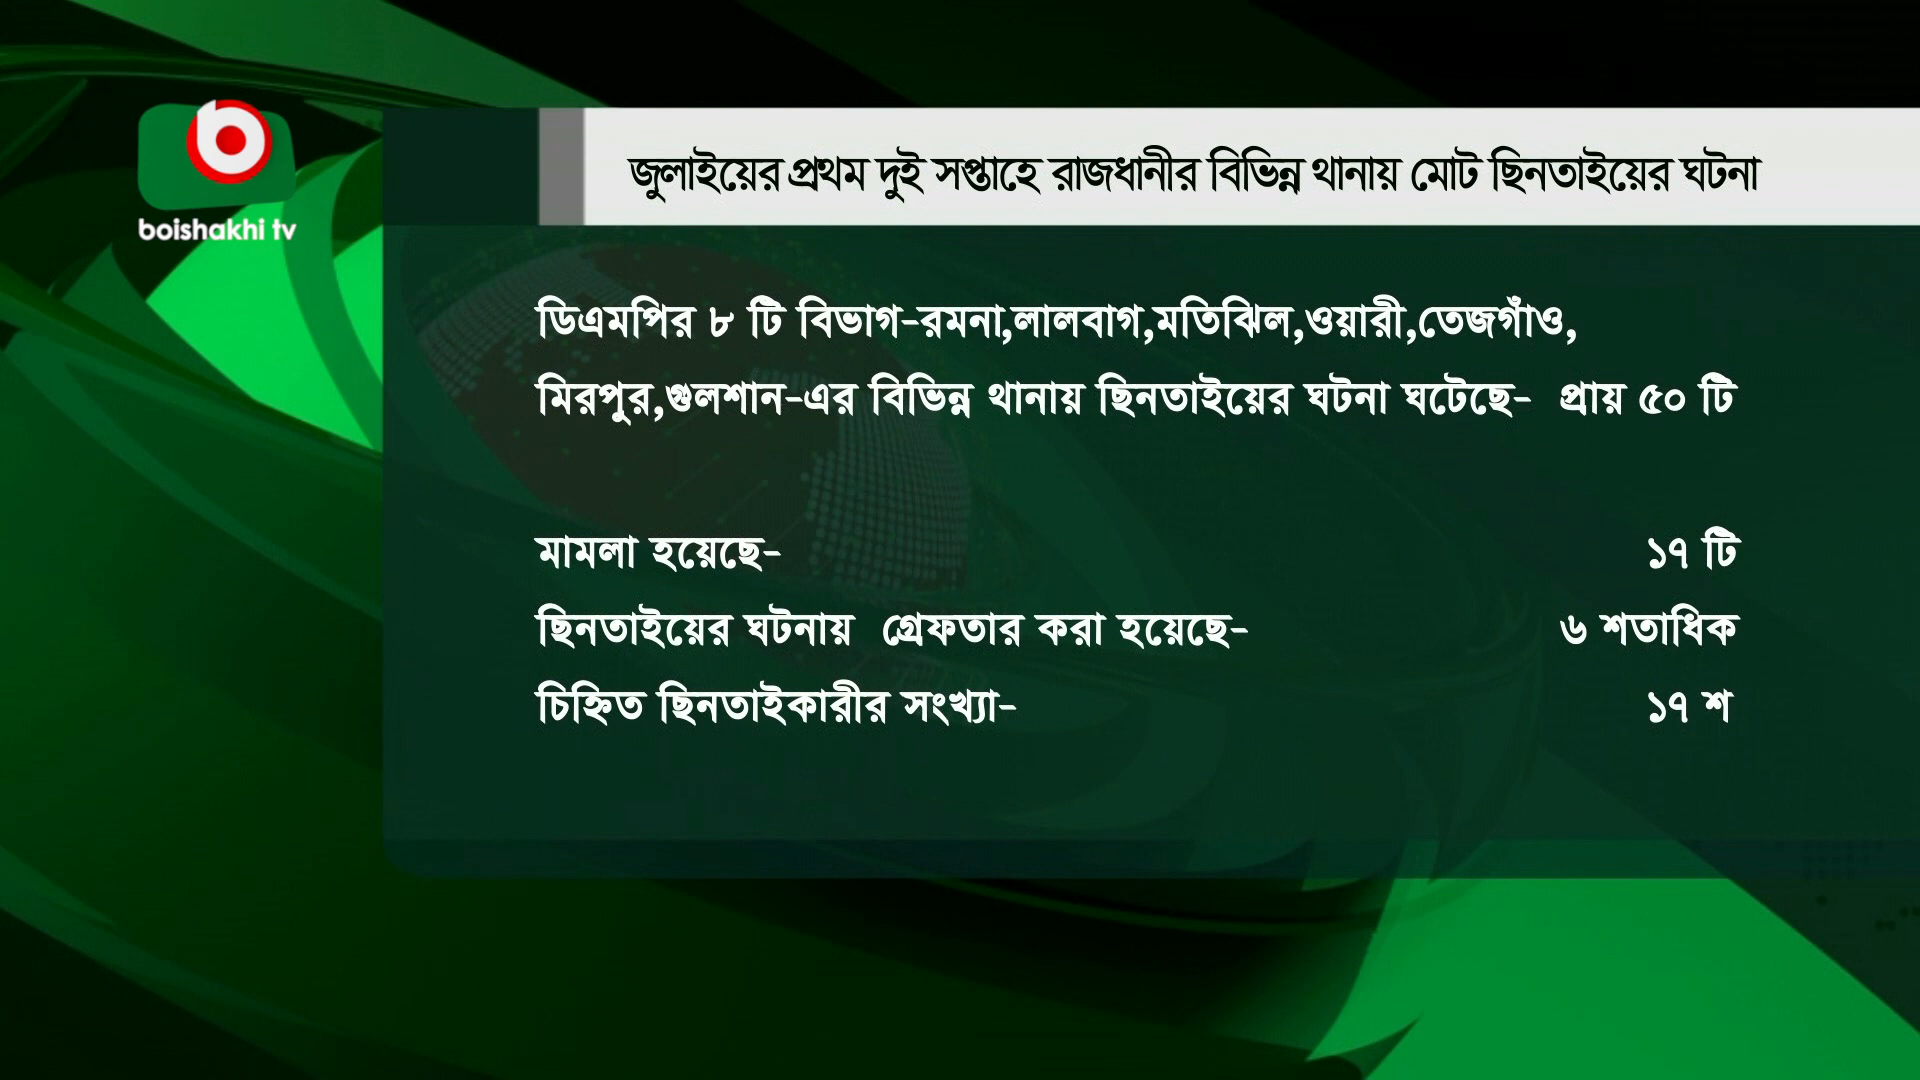 boishakhi tv
জুলাইয়ের প্রথম দুই সপ্তাহে রাজধানীর বিভিন্ন থানায় মোট ছিনতাইয়ের ঘটনা
ডিএমপির ৮ টি বিভাগ-রমনা,লালবাগ,মতিঝিল,ওয়ারী,তেজগাঁও,
মিরপুর,গুলশান-এর বিভিন্ন থানায় ছিনতাইয়ের ঘটনা ঘটেছে- প্রায় ৫০ টি
মামলা হয়েছে- ১৭ টি
ছিনতাইয়ের ঘটনায় গ্রেফতার করা হয়েছে- ৬ শতাধিক
চিহ্নিত ছিনতাইকারীর সংখ্যা- ১৭ শ